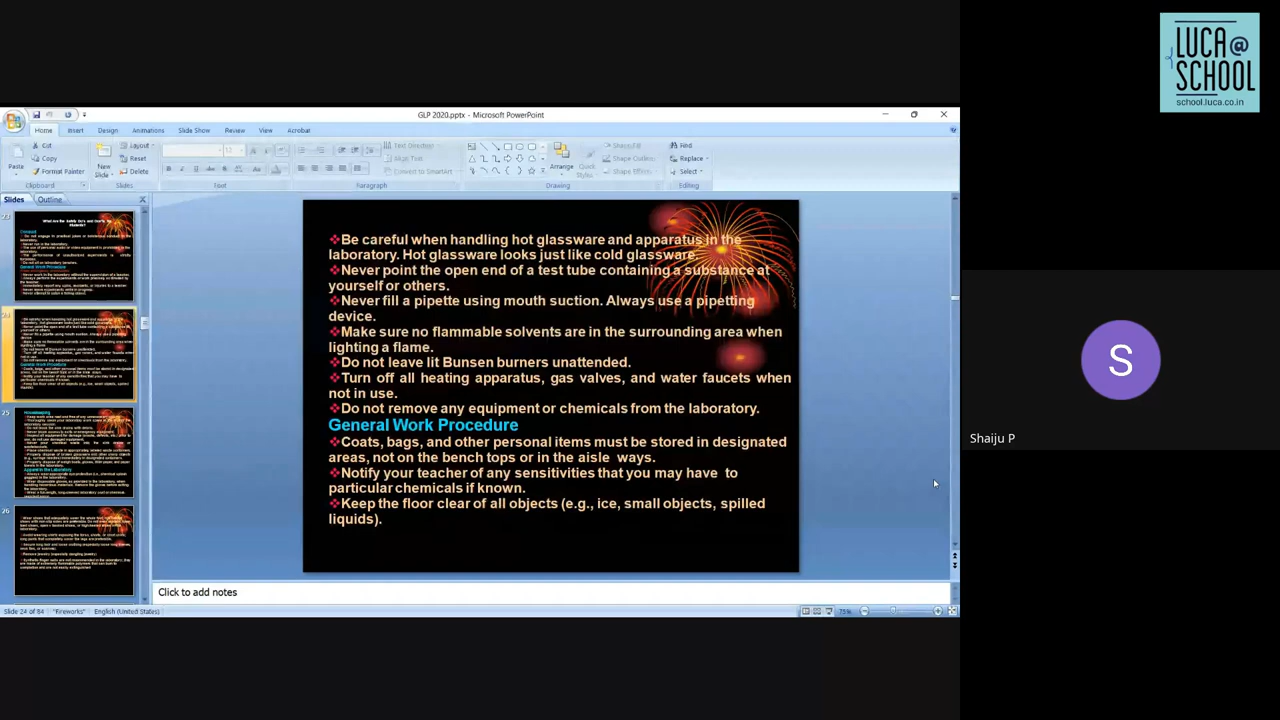 LUCA@
SCHOOL
school.luca.co.in
GLP 2020.pptx - Microsoft PowerPoint
Home Insert Design Animations Slide Show Review View Acrobat
Paste
Cut
Copy
Format Painter
Clipboard
New Slide
Layout
Reset
Delete
Slides
Font
Text Direction
Align Text
Convert to SmartArt
Paragraph
Arrange
Quick Styles
Shape Fill
Shape Outline
Shape Effects
Drawing
Find
Replace
Select
Editing
Slides Outline
❖Be careful when handling hot glassware and apparatus in the
laboratory. Hot glassware looks just like cold glassware.
❖Never point the open end of a test tube containing a substance at
yourself or others.
❖Never fill a pipette using mouth suction. Always use a pipetting
device.
❖Make sure no flammable solvents are in the surrounding area when
lighting a flame.
❖Do not leave lit Bunsen burners unattended.
❖Turn off all heating apparatus, gas valves, and water faucets when
not in use.
❖Do not remove any equipment or chemicals from the laboratory.
General Work Procedure
❖Coats, bags, and other personal items must be stored in designated
areas, not on the bench tops or in the aisle ways.
❖Notify your teacher of any sensitivities that you may have to
particular chemicals if known.
❖Keep the floor clear of all objects (e.g., ice, small objects, spilled
liquids).
25
26
Click to add notes
Slide 24 of 84 "Fireworks" English (United States)
75%
S
Shaiju P